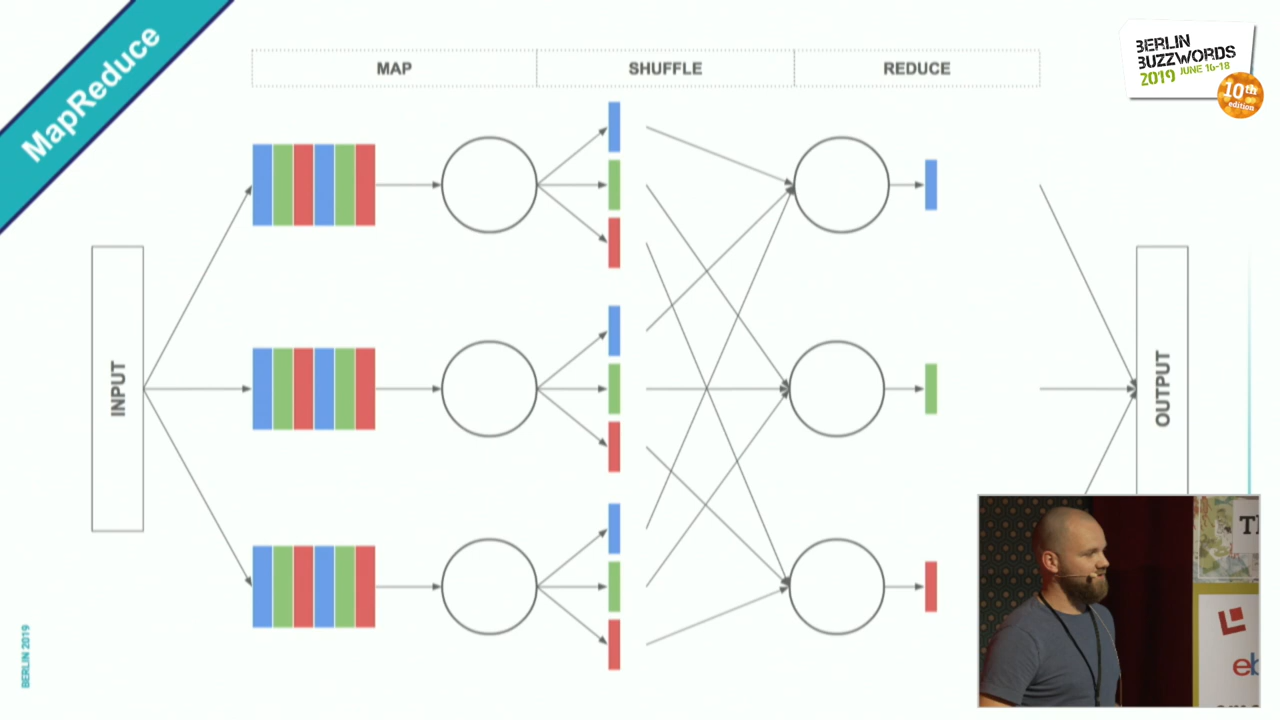 MapReduce
MAP
SHUFFLE
REDUCE
BERLIN
BUZZWORDS
2019 JUNE 16-18
10th
edition
INPUT
OUTPUT
BERLIN 2019